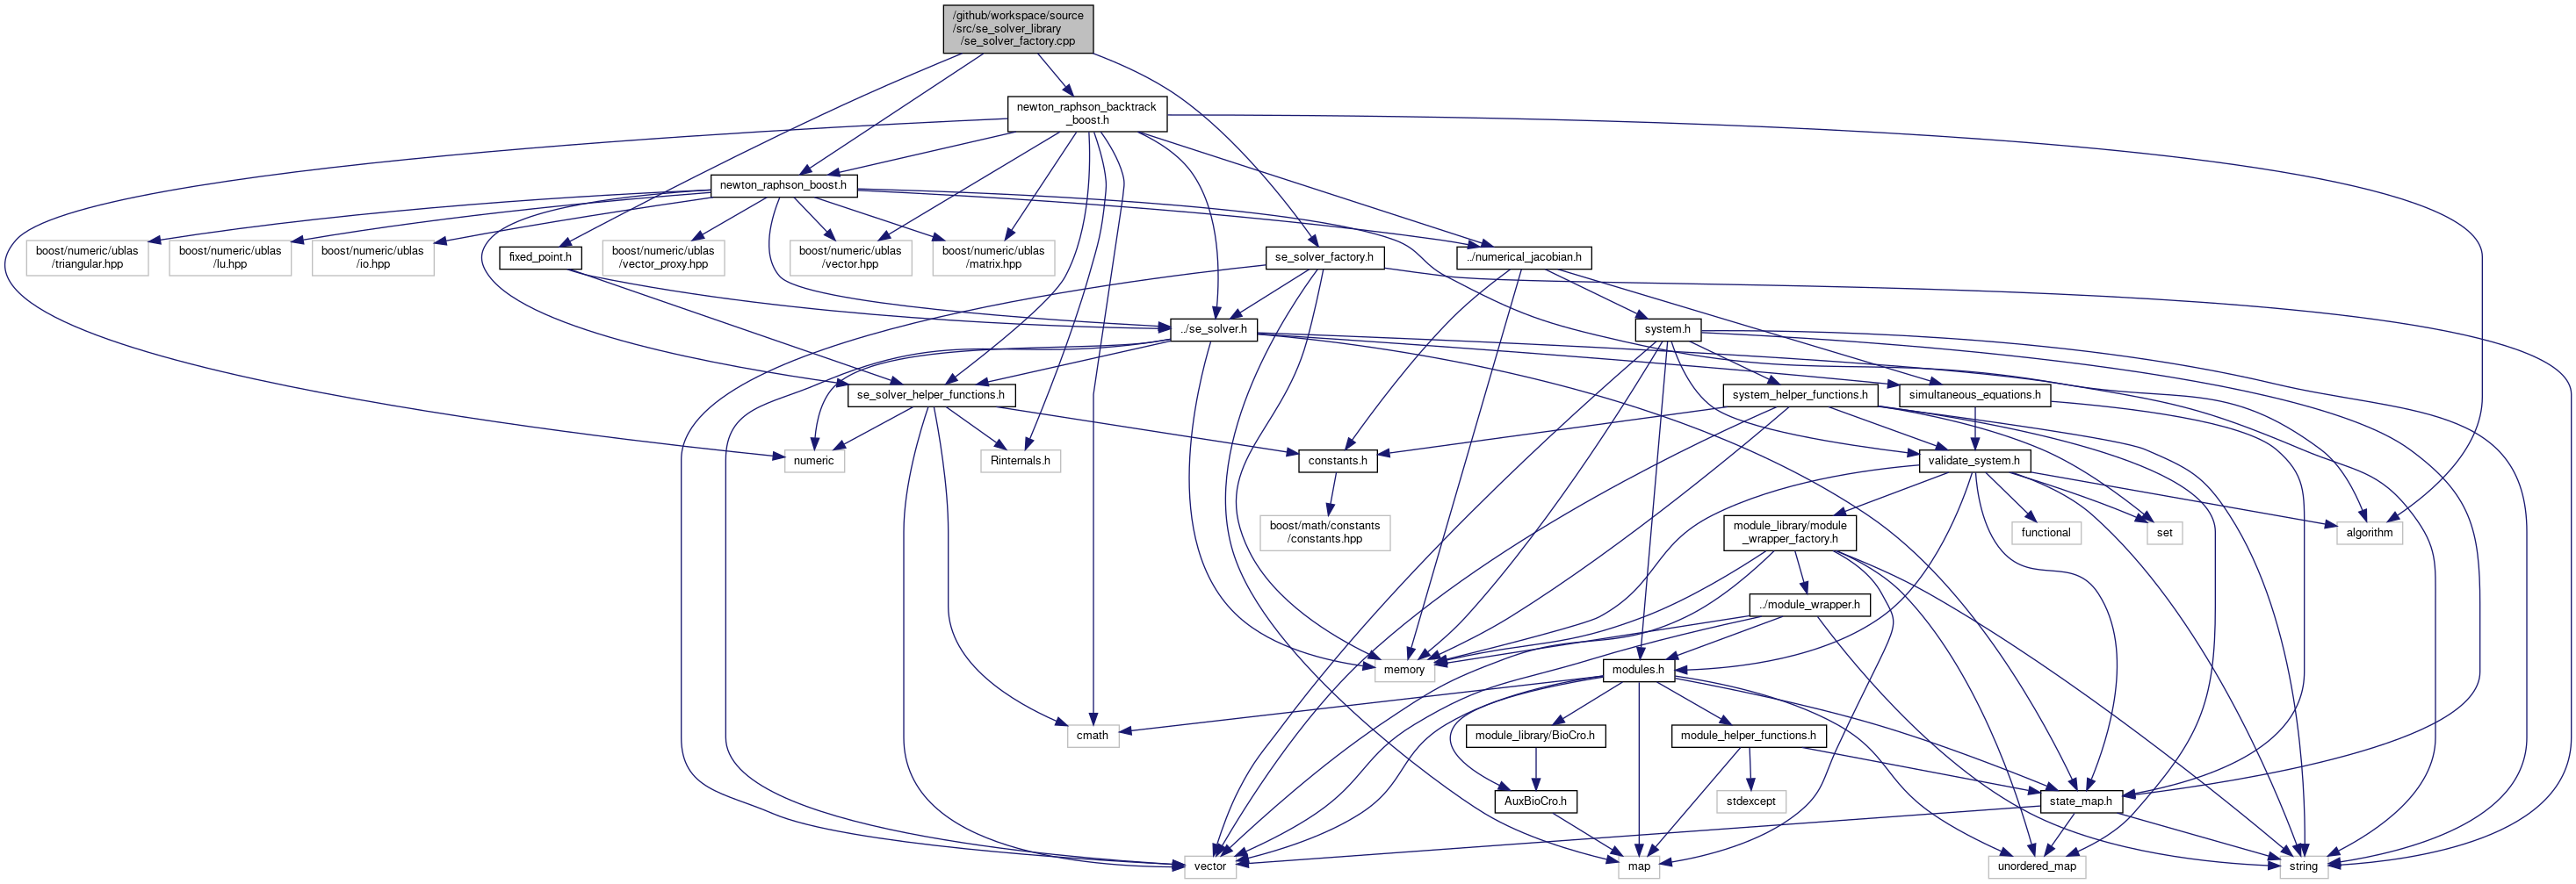 /github/workspace/source
/src/se_solver_library
/se_solver_factory.cpp
newton_raphson_backtrack
_boost.h
newton_raphson_boost.h
boost/numeric/ublas
/triangular.hpp
boost/numeric/ublas
/lu.hpp
boost/numeric/ublas
/io.hpp
fixed_point.h
boost/numeric/ublas
/vector_proxy.hpp
boost/numeric/ublas
/vector.hpp
boost/numeric/ublas
/matrix.hpp
se_solver_factory.h
../numerical_jacobian.h
../se_solver.h
system.h
se_solver_helper_functions.h
system_helper_functions.h
simultaneous_equations.h
numeric
Rinternals.h
constants.h
validate_system.h
boost/math/constants
/constants.hpp
module_library/module
_wrapper_factory.h
functional
set
algorithm
../module_wrapper.h
memory
modules.h
cmath
module_library/BioCro.h
module_helper_functions.h
AuxBioCro.h
stdexcept
state_map.h
vector
map
unordered_map
string